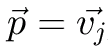 \vec{p} = \vec{v_j}